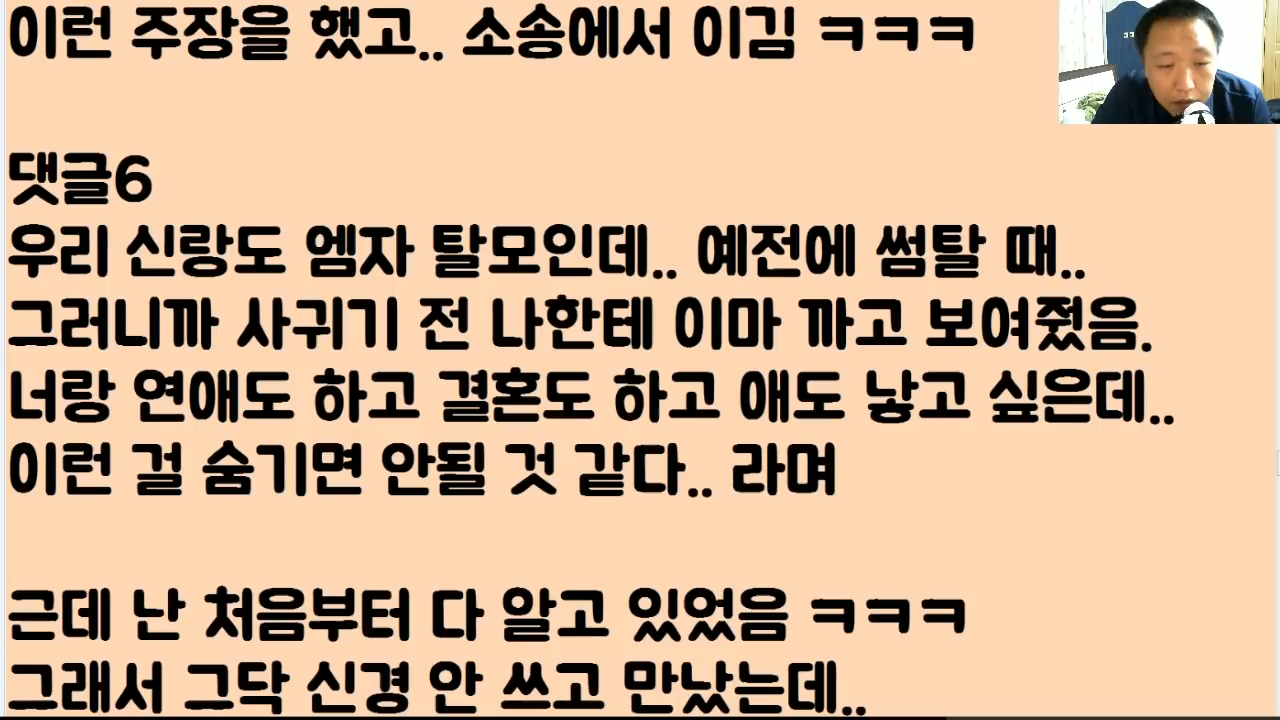 이런 주장을 했고.. 소송에서 이김 ㅋㅋㅋ
댓글6
우리 신랑도 엠자 탈모인데.. 예전에 썸탈 때..
그러니까 사귀기 전 나한테 이마 까고 보여줬음.
너랑 연애도 하고 결혼도 하고 애도 낳고 싶은데..
이런 걸 숨기면 안될 것 같다.. 라며
근데 난 처음부터 다 알고 있었음 ㅋㅋㅋ
그래서 그닥 신경 안 쓰고 만났는데..